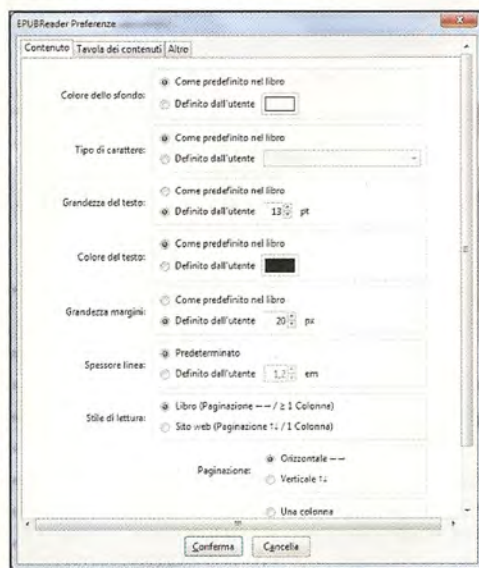 EPUBReader Preferenze
Contenuto Tavola dei contenuti Altro
Colore dello sfondo:
Come predefinito nel libro
Definito dall'utente
Tipo di carattere:
Come predefinito nel libro
Definito dall'utente
Grandezza del testo:
Come predefinito nel libro
Definito dall'utente 13 pt
Colore del testo:
Come predefinito nel libro
Definito dall'utente
Grandezza margini:
Come predefinito nel libro
Definito dall'utente 20 px
Spessore linea:
Predeterminato
Definito dall'utente 1,2 em
Stile di lettura:
Libro (Paginazione ←→ / ≥ 1 Colonna)
Sito web (Paginazione ↑↓ / 1 Colonna)
Paginazione:
Orizzontale ←→
Verticale ↑↓
Una colonna
Conferma Cancella